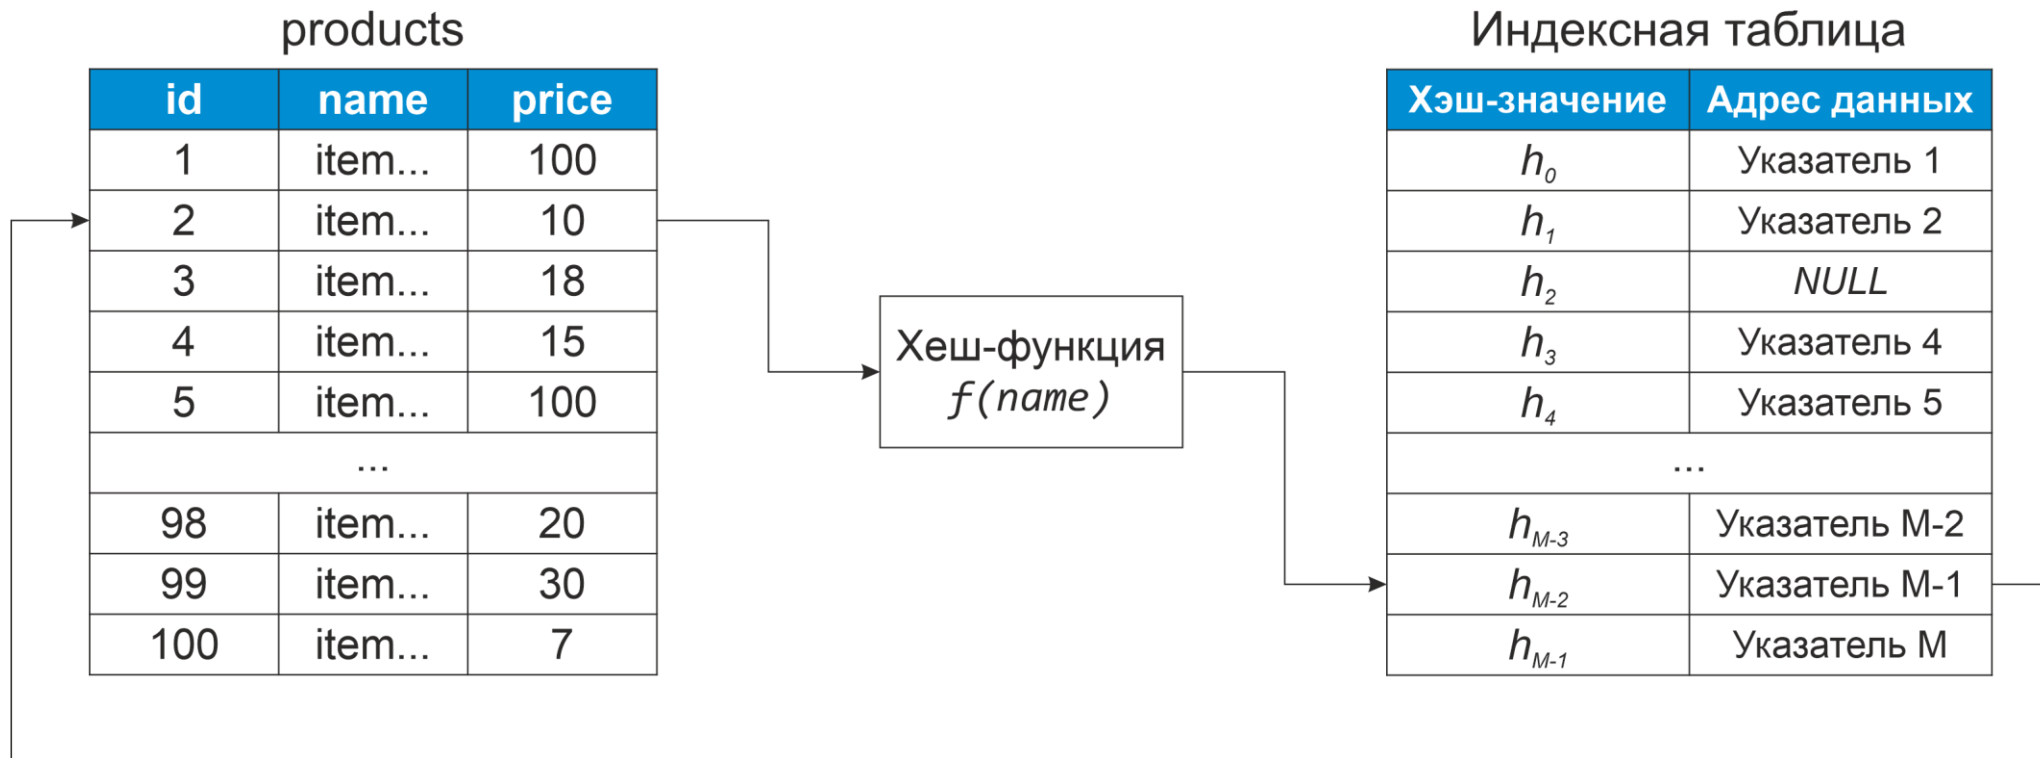 products
id name price
1 item... 100
2 item... 10
3 item... 18
4 item... 15
5 item... 100
...
98 item... 20
99 item... 30
100 item... 7
Хеш-функция
f(name)
Индексная таблица
Хэш-значение Адрес данных
h0 Указатель 1
h1 Указатель 2
h2 NULL
h3 Указатель 4
h4 Указатель 5
...
hM-3 Указатель M-2
hM-2 Указатель M-1
hM-1 Указатель M